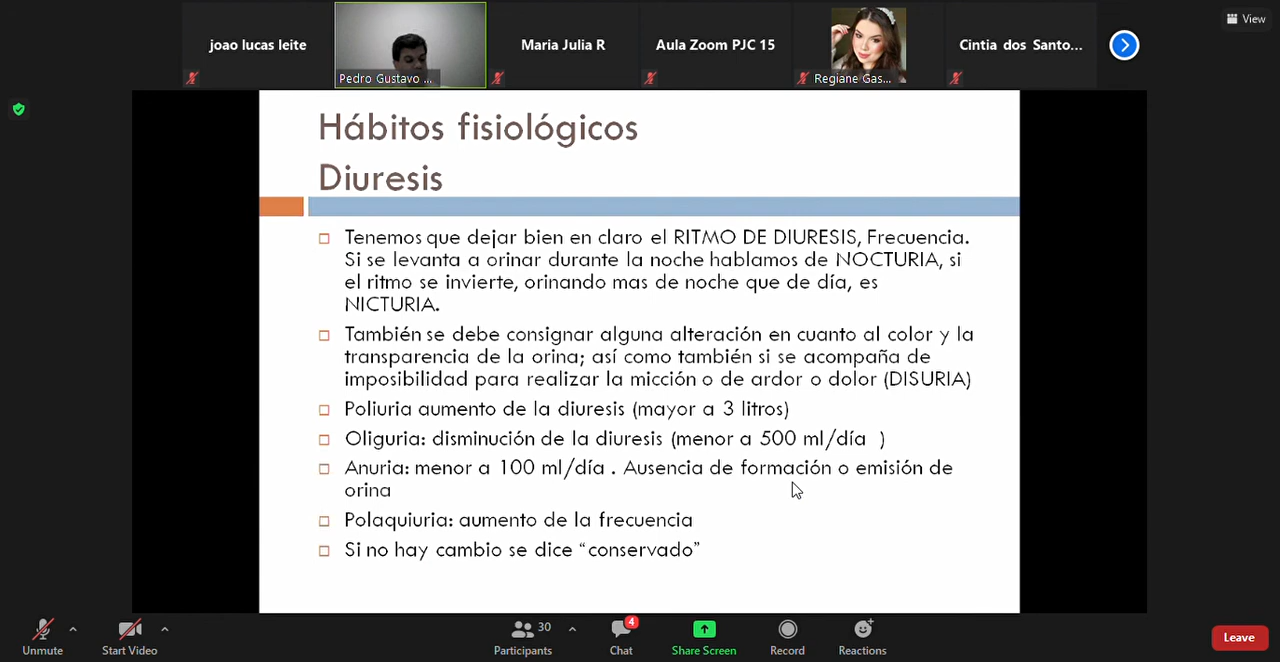 joao lucas leite
Pedro Gustavo ...
Maria Julia R
Aula Zoom PJC 15
Regiane Gas...
Cintia dos Santo...
View
Hábitos fisiológicos
Diuresis
Tenemos que dejar bien en claro el RITMO DE DIURESIS, Frecuencia.
Si se levanta a orinar durante la noche hablamos de NOCTURIA, si
el ritmo se invierte, orinando mas de noche que de día, es
NICTURIA.
También se debe consignar alguna alteración en cuanto al color y la
transparencia de la orina; así como también si se acompaña de
imposibilidad para realizar la micción o de ardor o dolor (DISURIA)
Poliuria aumento de la diuresis (mayor a 3 litros)
Oliguria: disminución de la diuresis (menor a 500 ml/día  )
Anuria: menor a 100 ml/día . Ausencia de formación o emisión de
orina
Polaquiuria: aumento de la frecuencia
Si no hay cambio se dice “conservado”
Unmute
Start Video
30
Participants
4
Chat
Share Screen
Record
Reactions
Leave